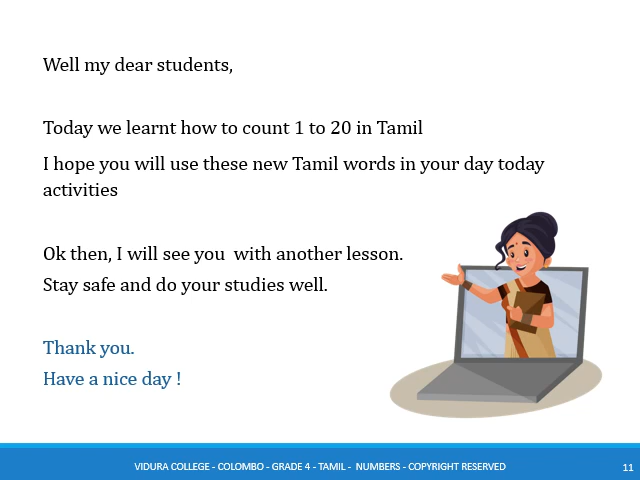 Well my dear students,
Today we learnt how to count 1 to 20 in Tamil
I hope you will use these new Tamil words in your day today
activities
Ok then, I will see you  with another lesson.
Stay safe and do your studies well.
Thank you.
Have a nice day !
VIDURA COLLEGE - COLOMBO - GRADE 4 - TAMIL -  NUMBERS - COPYRIGHT RESERVED
11